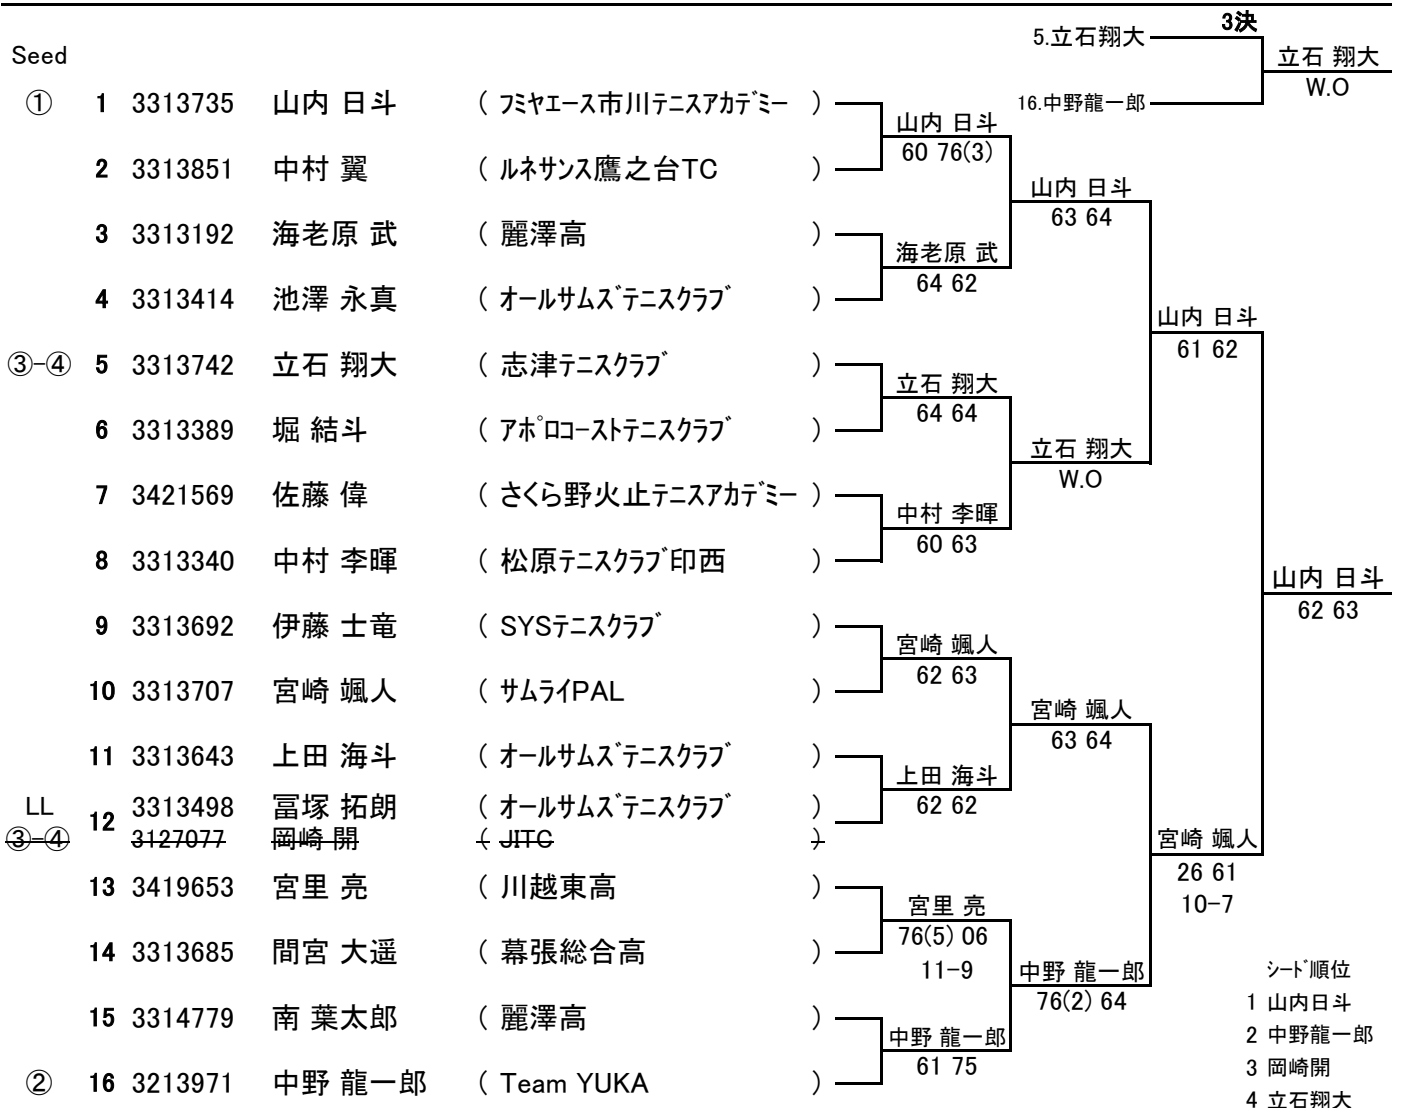 3決
5.立石翔大
Seed
立石 翔大
W.O
① 1 3313735 山内 日斗 ( フミヤエース市川テニスアカデミー )
16.中野龍一郎
山内 日斗
60 76(3)
2 3313851 中村 翼 ( ルネサンス鷹之台TC )
山内 日斗
63 64
3 3313192 海老原 武 ( 麗澤高 )
海老原 武
64 62
4 3313414 池澤 永真 ( オールサムズテニスクラブ )
山内 日斗
61 62
③-④ 5 3313742 立石 翔大 ( 志津テニスクラブ )
立石 翔大
64 64
6 3313389 堀 結斗 ( アポロコーストテニスクラブ )
立石 翔大
W.O
7 3421569 佐藤 偉 ( さくら野火止テニスアカデミー )
中村 李暉
60 63
8 3313340 中村 李暉 ( 松原テニスクラブ印西 )
山内 日斗
62 63
9 3313692 伊藤 士竜 ( SYSテニスクラブ )
宮崎 颯人
62 63
10 3313707 宮崎 颯人 ( サムライPAL )
宮崎 颯人
63 64
11 3313643 上田 海斗 ( オールサムズテニスクラブ )
上田 海斗
62 62
LL 12 3313498 冨塚 拓朗 ( オールサムズテニスクラブ )
③-④ 3127077 岡崎 開 ( JITC )
宮崎 颯人
26 61
10-7
13 3419653 宮里 亮 ( 川越東高 )
宮里 亮
76(5) 06
11-9
14 3313685 間宮 大遥 ( 幕張総合高 )
中野 龍一郎
76(2) 64
15 3314779 南 葉太郎 ( 麗澤高 )
中野 龍一郎
61 75
② 16 3213971 中野 龍一郎 ( Team YUKA )
シード順位
1 山内日斗
2 中野龍一郎
3 岡崎開
4 立石翔大